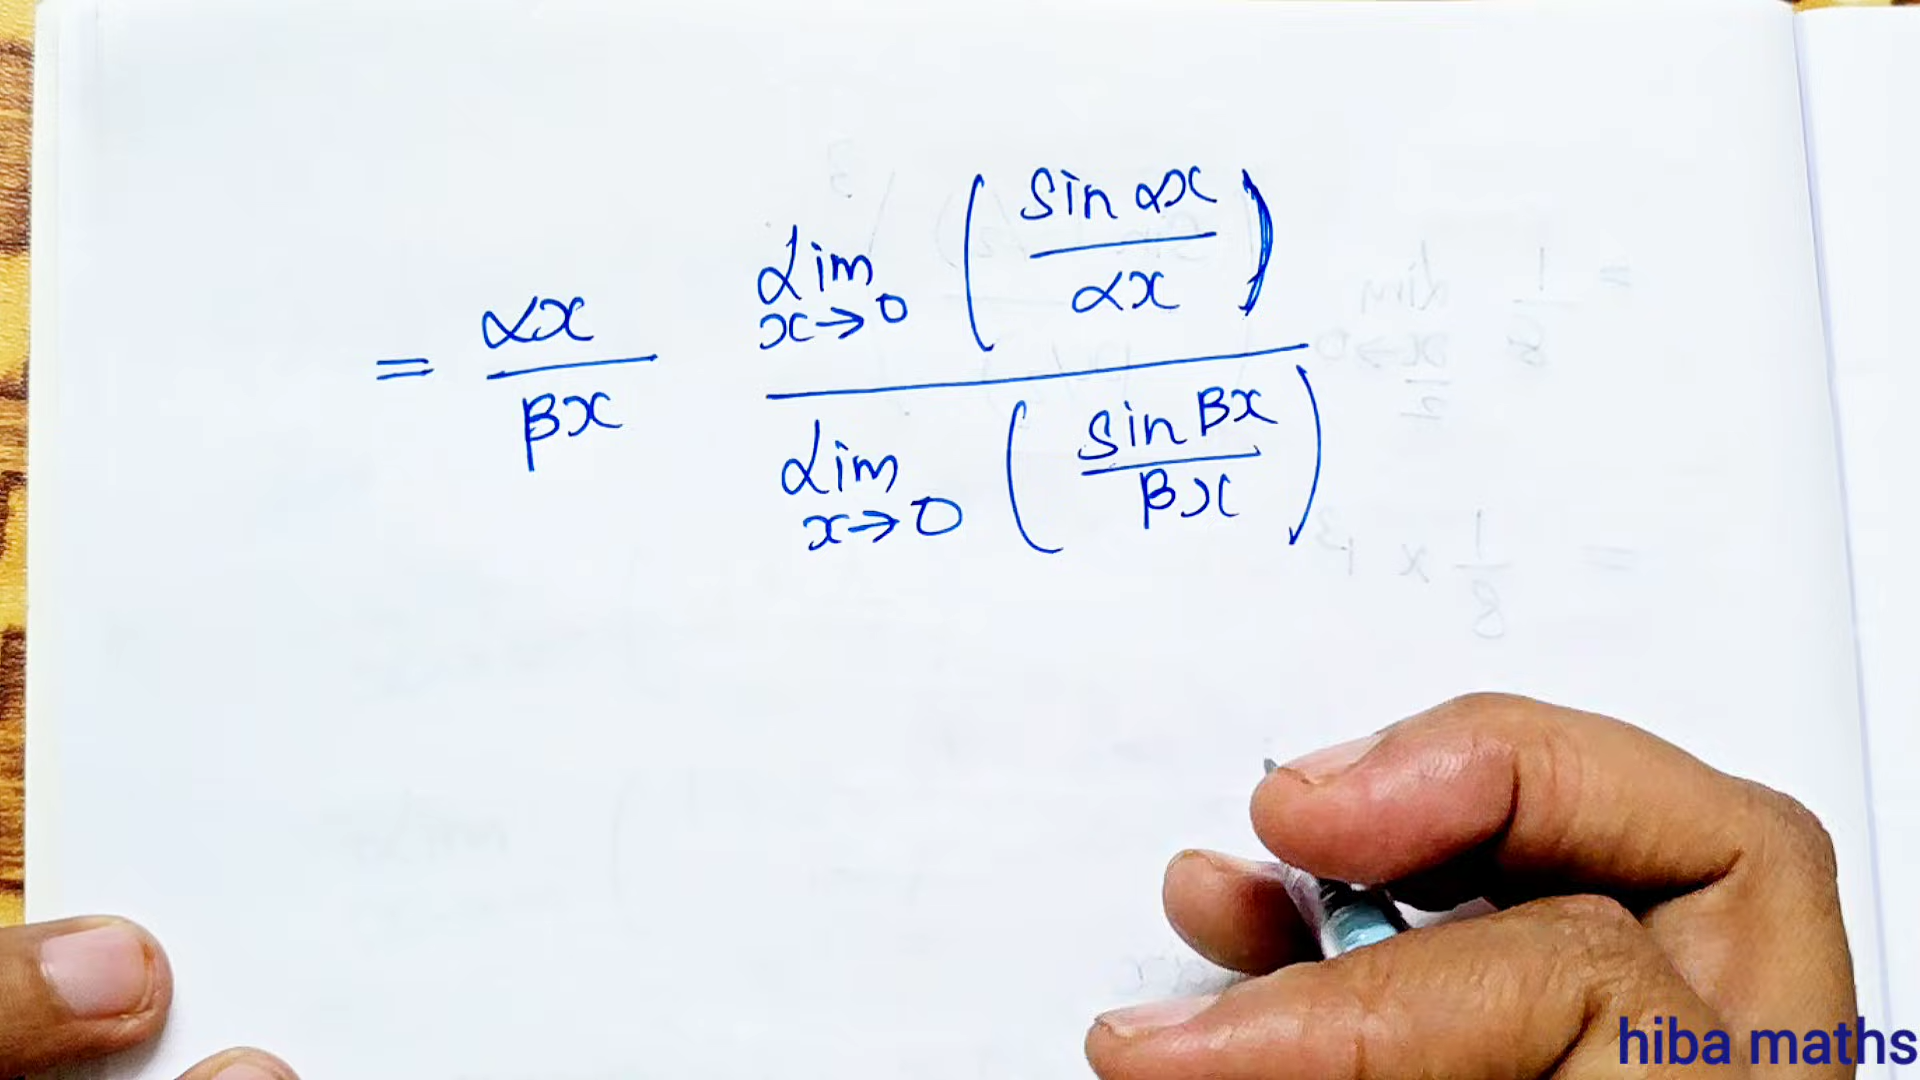 = αx/βx Lim x→0 (sin αx / αx) / Lim x→0 (sin βx / βx)
hiba maths